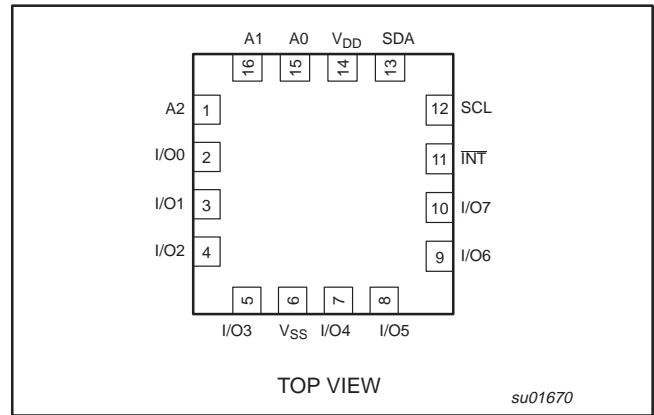 A1 A0 VDD SDA
16 15 14 13
A2 1 12 SCL
I/O0 2 11 INT
I/O1 3 10 I/O7
I/O2 4 9 I/O6
5 6 7 8
I/O3 VSS I/O4 I/O5
TOP VIEW
su01670